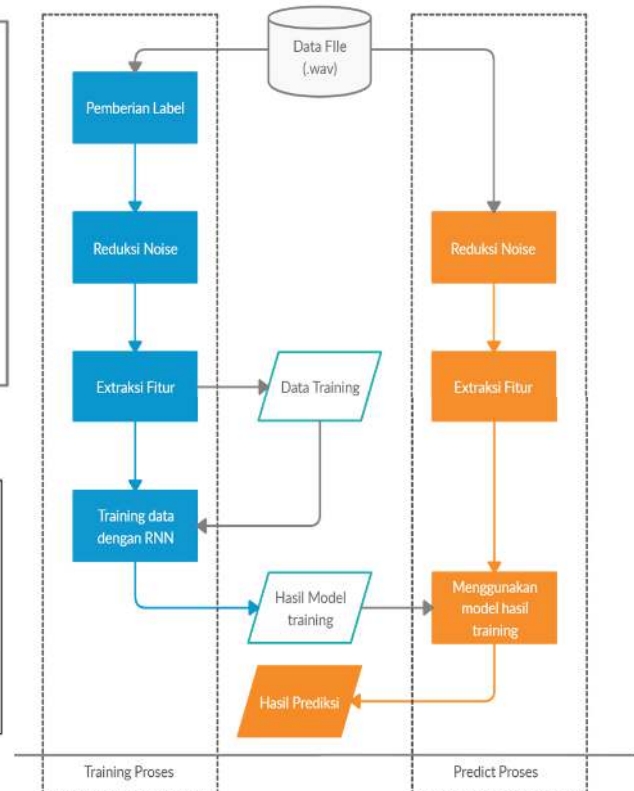 Data FIle
(.wav)
Pemberian Label
Reduksi Noise
Reduksi Noise
Extraksi Fitur
Data Training
Extraksi Fitur
Training data
dengan RNN
Hasil Model
training
Menggunakan
model hasil
training
Hasil Prediksi
Training Proses
Predict Proses